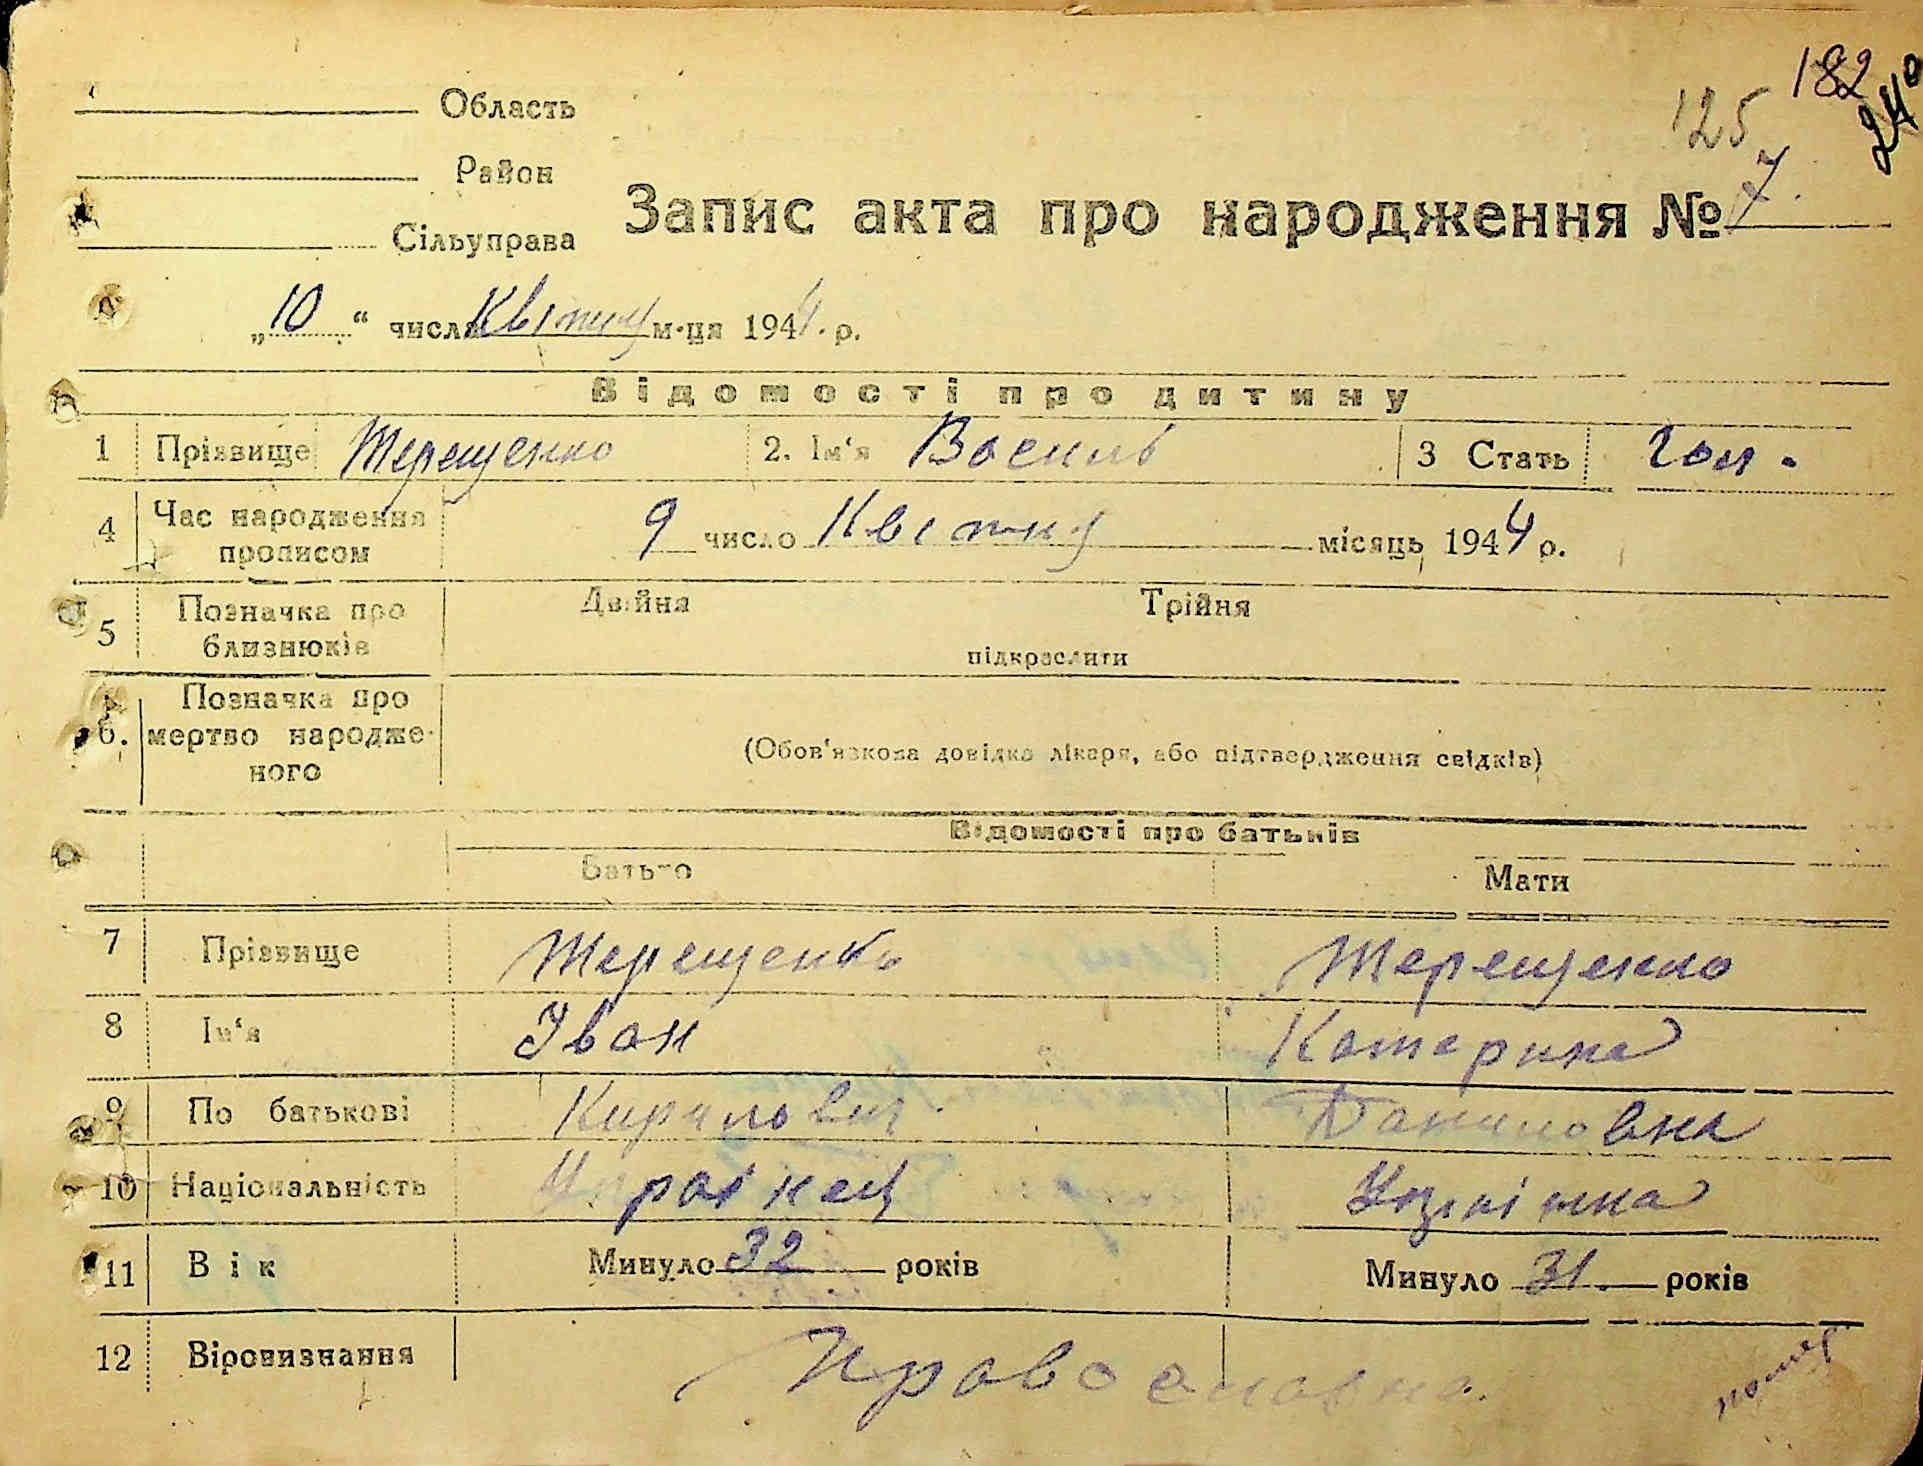 182
240
125
Область
Район
Сільуправа
Запис акта про народження № 7.
„10“ число Квітня м-ця 1944. р.
Відомості про дитину
1 Прізвище Терещенко 2. Ім‘я Василь 3 Стать чол.
4 Час народження прописом 9 число Квітня місяць 1944 р.
5 Позначка про близнюків Двійня Трійня
підкреслити
6. Позначка про мертво народженого (Обов'язкова довідка лікаря, або підтвердження свідків)
Відомості про батьків
Батько Мати
7 Прізвище Терещенко Терещенко
8 Ім‘я Іван Катерина
9 По батькові Кирилович Даниловна
10 Національність Українец Українка
11 Вік Минуло 32 років Минуло 31. років
12 Віровизнання Православна.